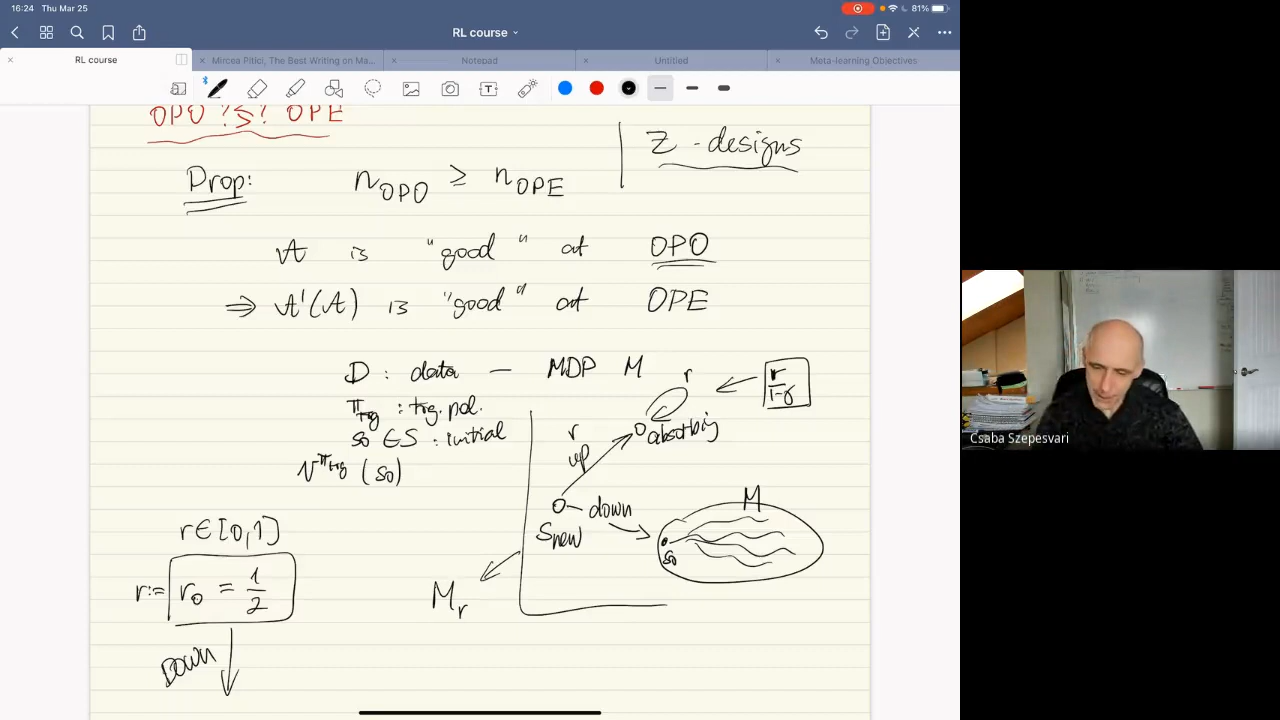 16:24 Thu Mar 25
81%
RL course
RL course
Mircea Pitici, The Best Writing on Ma...
Notepad
Untitled
Meta-learning Objectives
OPO ?≤? OPE
Z - designs
Prop: n_OPO ≥ n_OPE
A is "good" at OPO
⇒ A'(A) is "good" at OPE
D : data — MDP M
π_trg : trg. pol.
s0 ∈ S : initial
v^π_trg (s0)
r
r/1-γ
absorbing
r
up
down
s_new
M
s0
r ∈ [0,1]
r := r_0 = 1/2
M_r
DOWN
Csaba Szepesvari